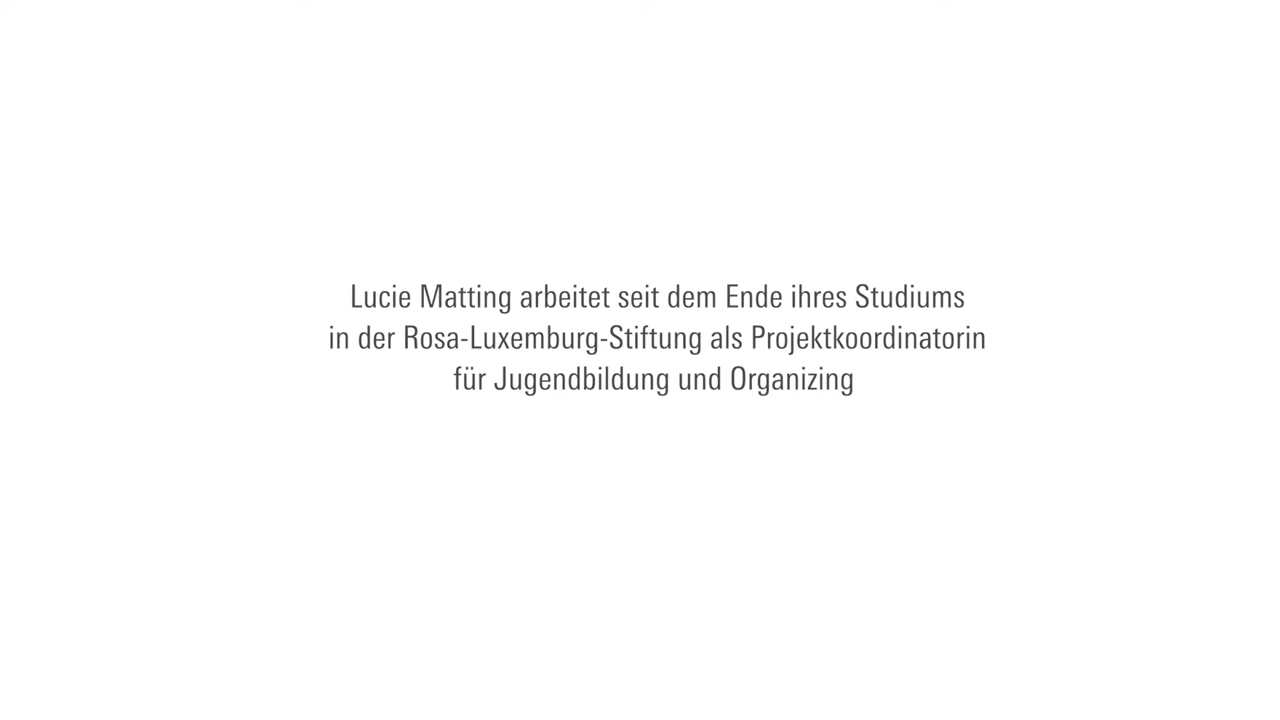 Lucie Matting arbeitet seit dem Ende ihres Studiums
in der Rosa-Luxemburg-Stiftung als Projektkoordinatorin
für Jugendbildung und Organizing